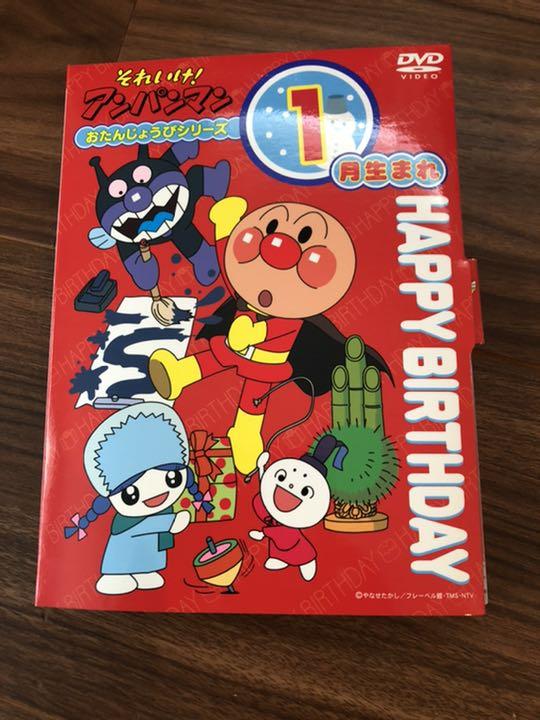 DVD
VIDEO
それいけ!
アンパンマン
おたんじょうびシリーズ
1
月生まれ
HAPPY BIRTHDAY
©やなせたかし/フレーベル館・TMS・NTV